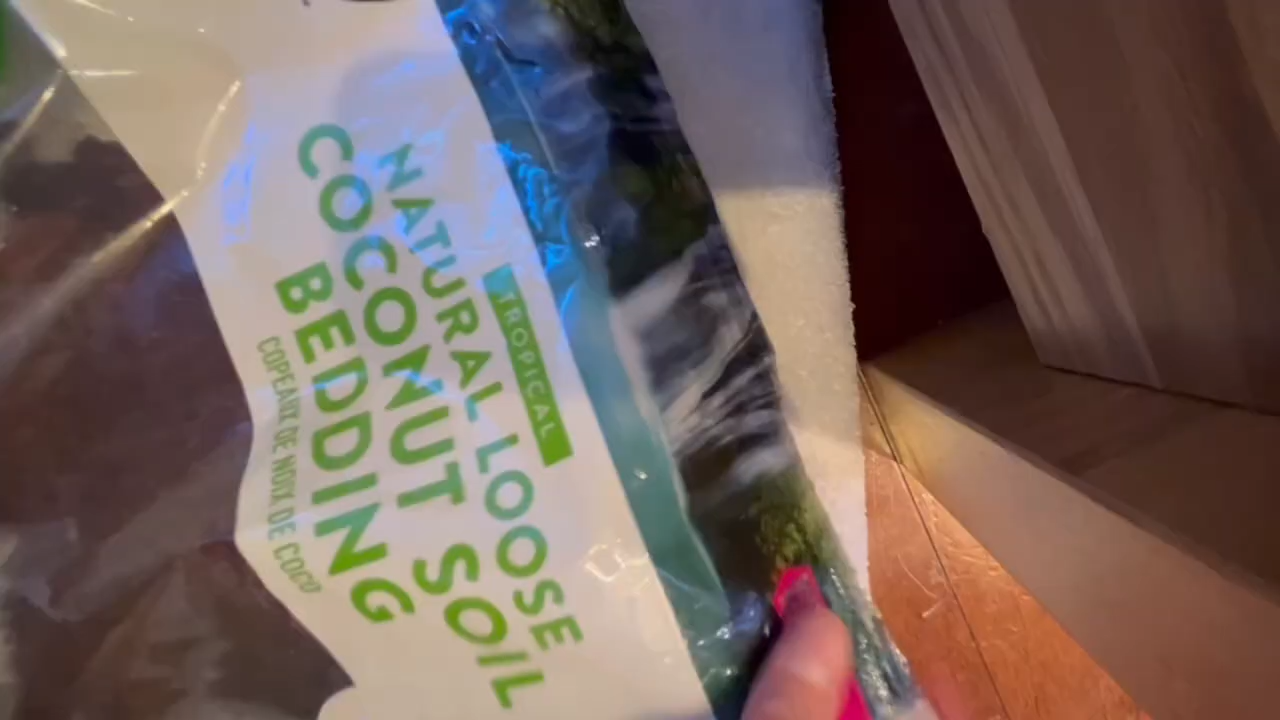 TROPICAL
NATURAL LOOSE
COCONUT SOIL
BEDDING
COPEAUX DE NOIX DE COCO